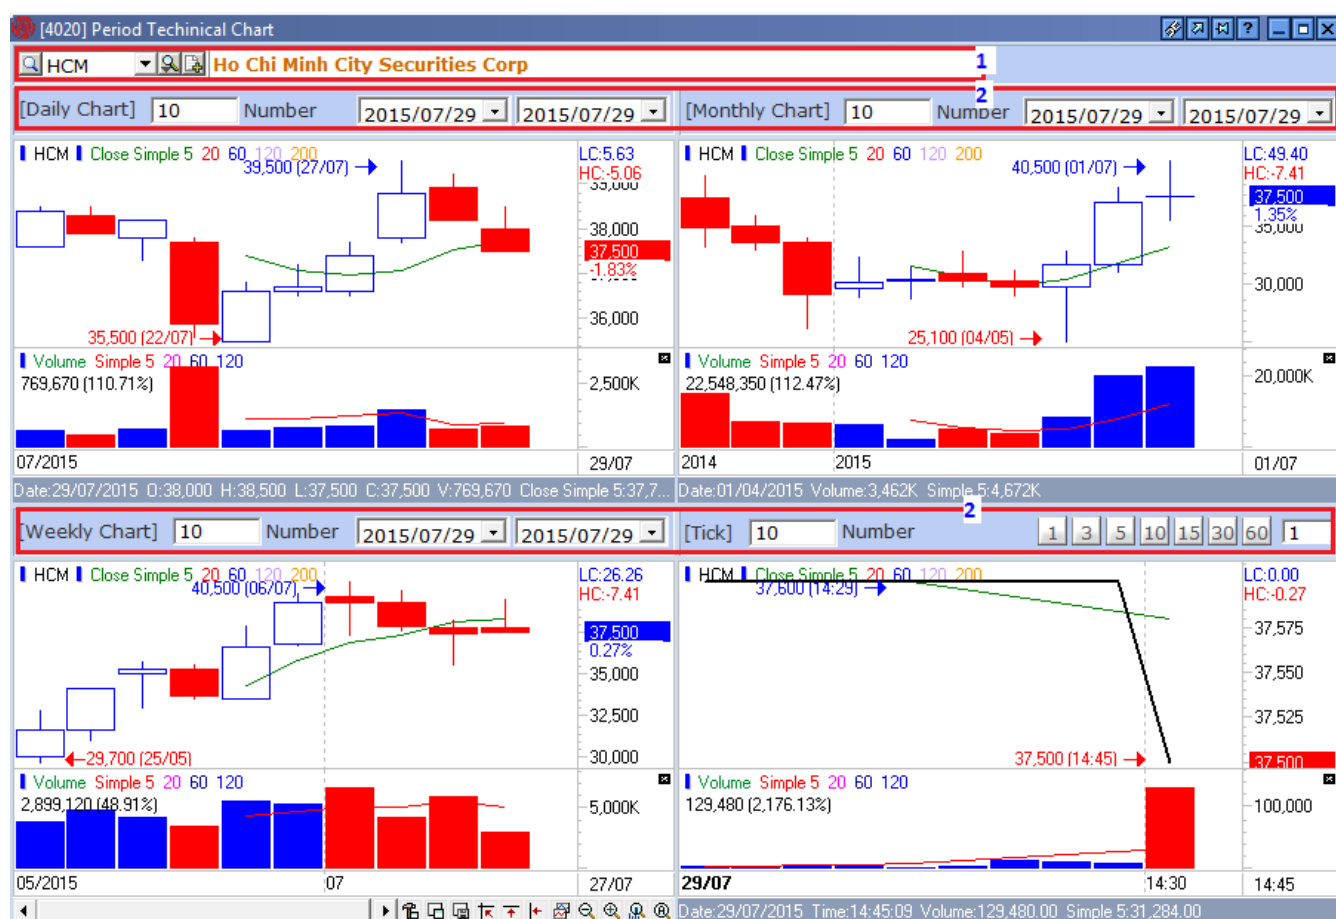 [4020] Period Techinical Chart
HCM Ho Chi Minh City Securities Corp 1
2
[Daily Chart] 10 Number 2015/07/29 2015/07/29 [Monthly Chart] 10 Number 2015/07/29 2015/07/29
HCM Close Simple 5 20 60 120 200
39,500 (27/07)
LC:5.63
HC:-5.06
38,000
37,500
-1.83%
36,000
35,500 (22/07)
Volume Simple 5 20 60 120
769,670 (110.71%)
2,500K
07/2015 29/07
Date:29/07/2015 O:38,000 H:38,500 L:37,500 C:37,500 V:769,670 Close Simple 5:37,7...
HCM Close Simple 5 20 60 120 200
40,500 (01/07)
LC:49.40
HC:-7.41
37,500
1.35%
35,000
30,000
25,100 (04/05)
Volume Simple 5 20 60 120
22,548,350 (112.47%)
20,000K
2014 2015 01/07
Date:01/04/2015 Volume:3,462K Simple 5:4,672K
2
[Weekly Chart] 10 Number 2015/07/29 2015/07/29 [Tick] 10 Number 1 3 5 10 15 30 60 1
HCM Close Simple 5 20 60 120 200
40,500 (06/07)
LC:26.26
HC:-7.41
37,500
0.27%
35,000
32,500
30,000
29,700 (25/05)
Volume Simple 5 20 60 120
2,899,120 (48.91%)
5,000K
05/2015 07 27/07
HCM Close Simple 5 20 60 120 200
37,600 (14:29)
LC:0.00
HC:-0.27
37,575
37,550
37,525
37,500
37,500 (14:45)
Volume Simple 5 20 60 120
129,480 (2,176.13%)
100,000
29/07 14:30 14:45
Date:29/07/2015 Time:14:45:09 Volume:129,480.00 Simple 5:31,284.00